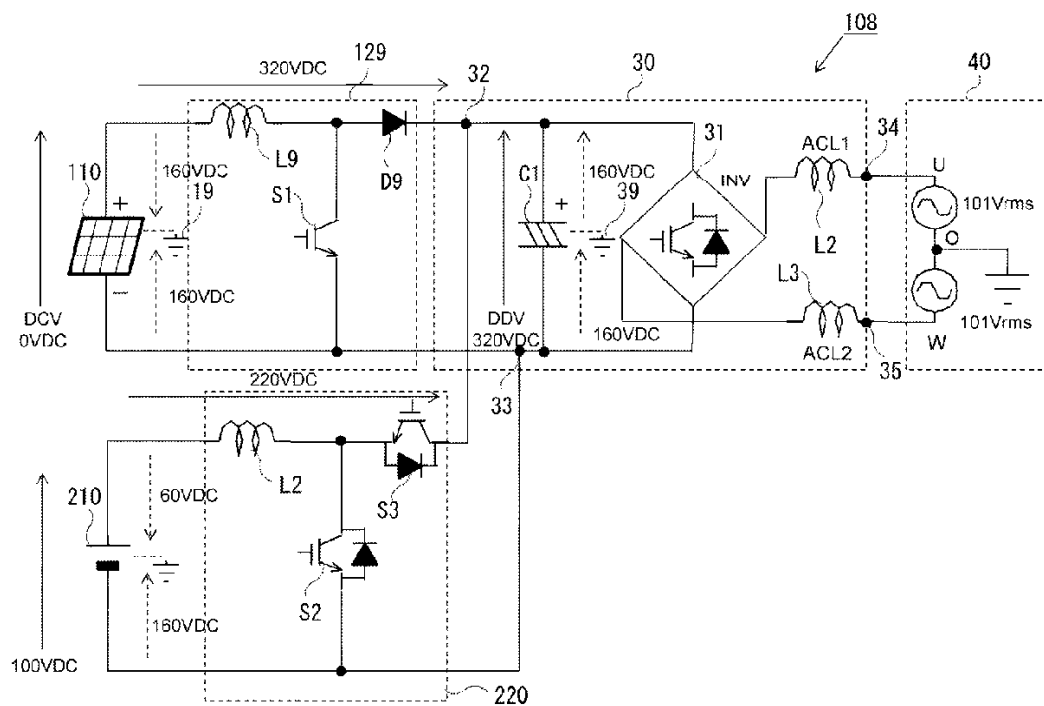 108
320VDC
129
32
30
40
L9
D9
160VDC
110
19
+
S1
−
160VDC
DCV
0VDC
160VDC
C1
+
39
31
INV
DDV
320VDC
160VDC
ACL1
34
L2
L3
ACL2
35
U
101Vrms
O
101Vrms
W
33
220VDC
L2
S3
210
60VDC
S2
160VDC
100VDC
220